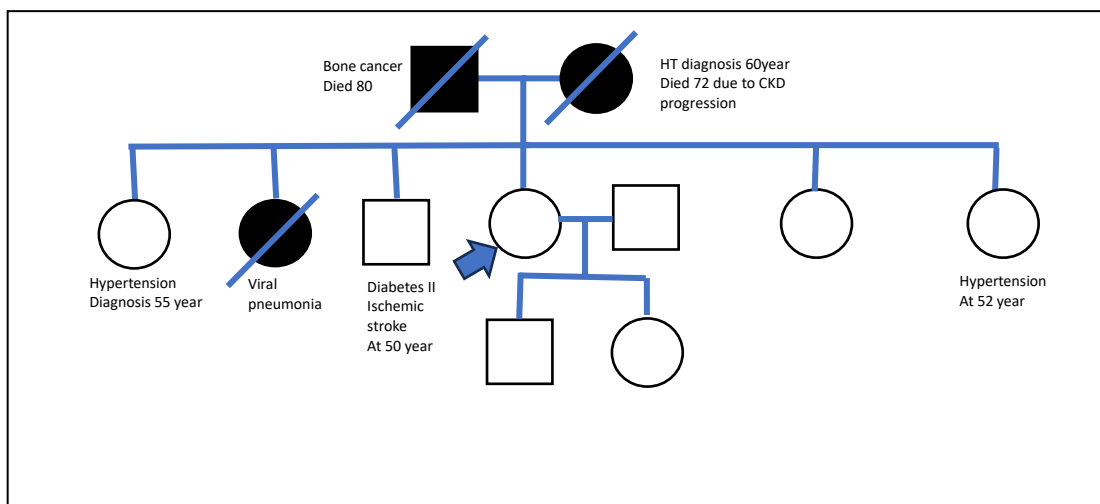 Bone cancer
Died 80
HT diagnosis 60year
Died 72 due to CKD
progression
Hypertension
Diagnosis 55 year
Viral
pneumonia
Diabetes II
Ischemic
stroke
At 50 year
Hypertension
At 52 year